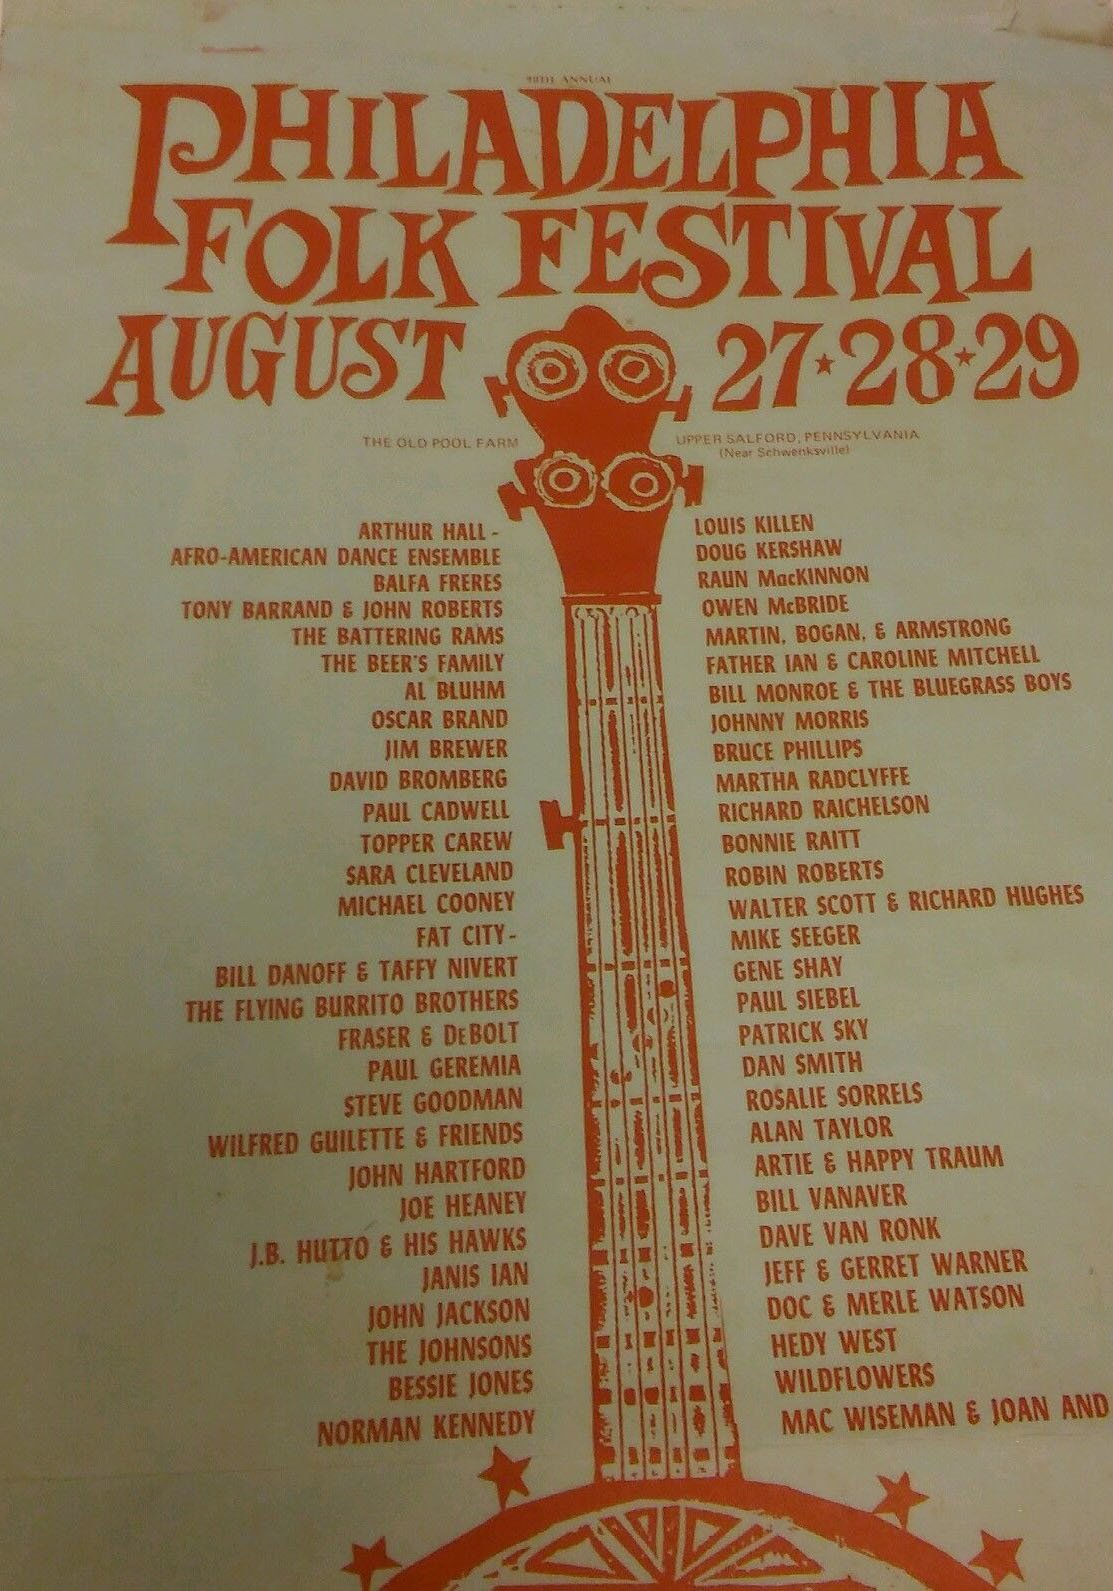 ANNUAL
PHILADELPHIA
FOLK FESTIVAL
AUGUST 27★28★29
THE OLD POOL FARM UPPER SALFORD, PENNSYLVANIA
(Near Schwenksville)
ARTHUR HALL -
AFRO-AMERICAN DANCE ENSEMBLE
BALFA FRERES
TONY BARRAND & JOHN ROBERTS
THE BATTERING RAMS
THE BEER'S FAMILY
AL BLUHM
OSCAR BRAND
JIM BREWER
DAVID BROMBERG
PAUL CADWELL
TOPPER CAREW
SARA CLEVELAND
MICHAEL COONEY
FAT CITY-
BILL DANOFF & TAFFY NIVERT
THE FLYING BURRITO BROTHERS
FRASER & DeBOLT
PAUL GEREMIA
STEVE GOODMAN
WILFRED GUILETTE & FRIENDS
JOHN HARTFORD
JOE HEANEY
J.B. HUTTO & HIS HAWKS
JANIS IAN
JOHN JACKSON
THE JOHNSONS
BESSIE JONES
NORMAN KENNEDY
LOUIS KILLEN
DOUG KERSHAW
RAUN MacKINNON
OWEN McBRIDE
MARTIN, BOGAN, & ARMSTRONG
FATHER IAN & CAROLINE MITCHELL
BILL MONROE & THE BLUEGRASS BOYS
JOHNNY MORRIS
BRUCE PHILLIPS
MARTHA RADCLYFFE
RICHARD RAICHELSON
BONNIE RAITT
ROBIN ROBERTS
WALTER SCOTT & RICHARD HUGHES
MIKE SEEGER
GENE SHAY
PAUL SIEBEL
PATRICK SKY
DAN SMITH
ROSALIE SORRELS
ALAN TAYLOR
ARTIE & HAPPY TRAUM
BILL VANAVER
DAVE VAN RONK
JEFF & GERRET WARNER
DOC & MERLE WATSON
HEDY WEST
WILDFLOWERS
MAC WISEMAN & JOAN AND